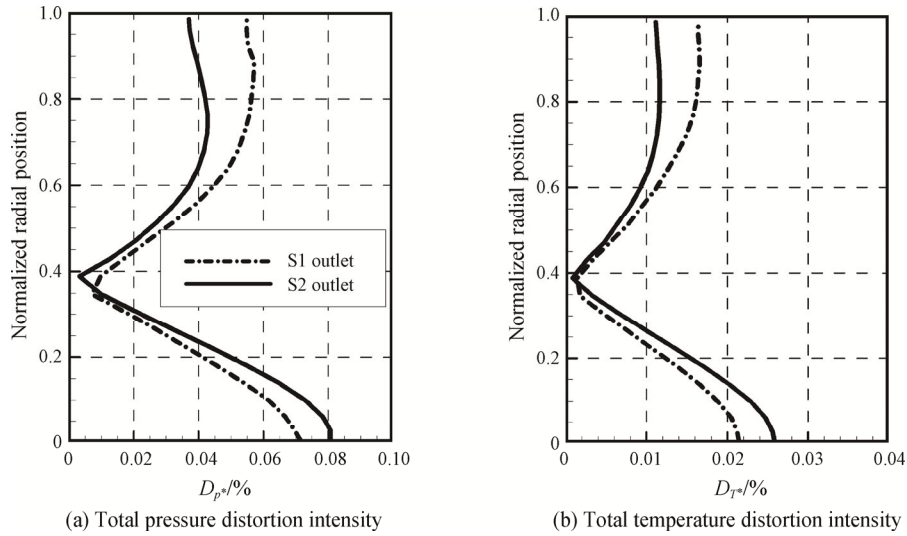 1.0
0.8
0.6
0.4
0.2
0
Normalized radial position
S1 outlet
S2 outlet
0 0.02 0.04 0.06 0.08 0.10
Dp*/%
(a) Total pressure distortion intensity
1.0
0.8
0.6
0.4
0.2
0
Normalized radial position
0 0.01 0.02 0.03 0.04
DT*/%
(b) Total temperature distortion intensity